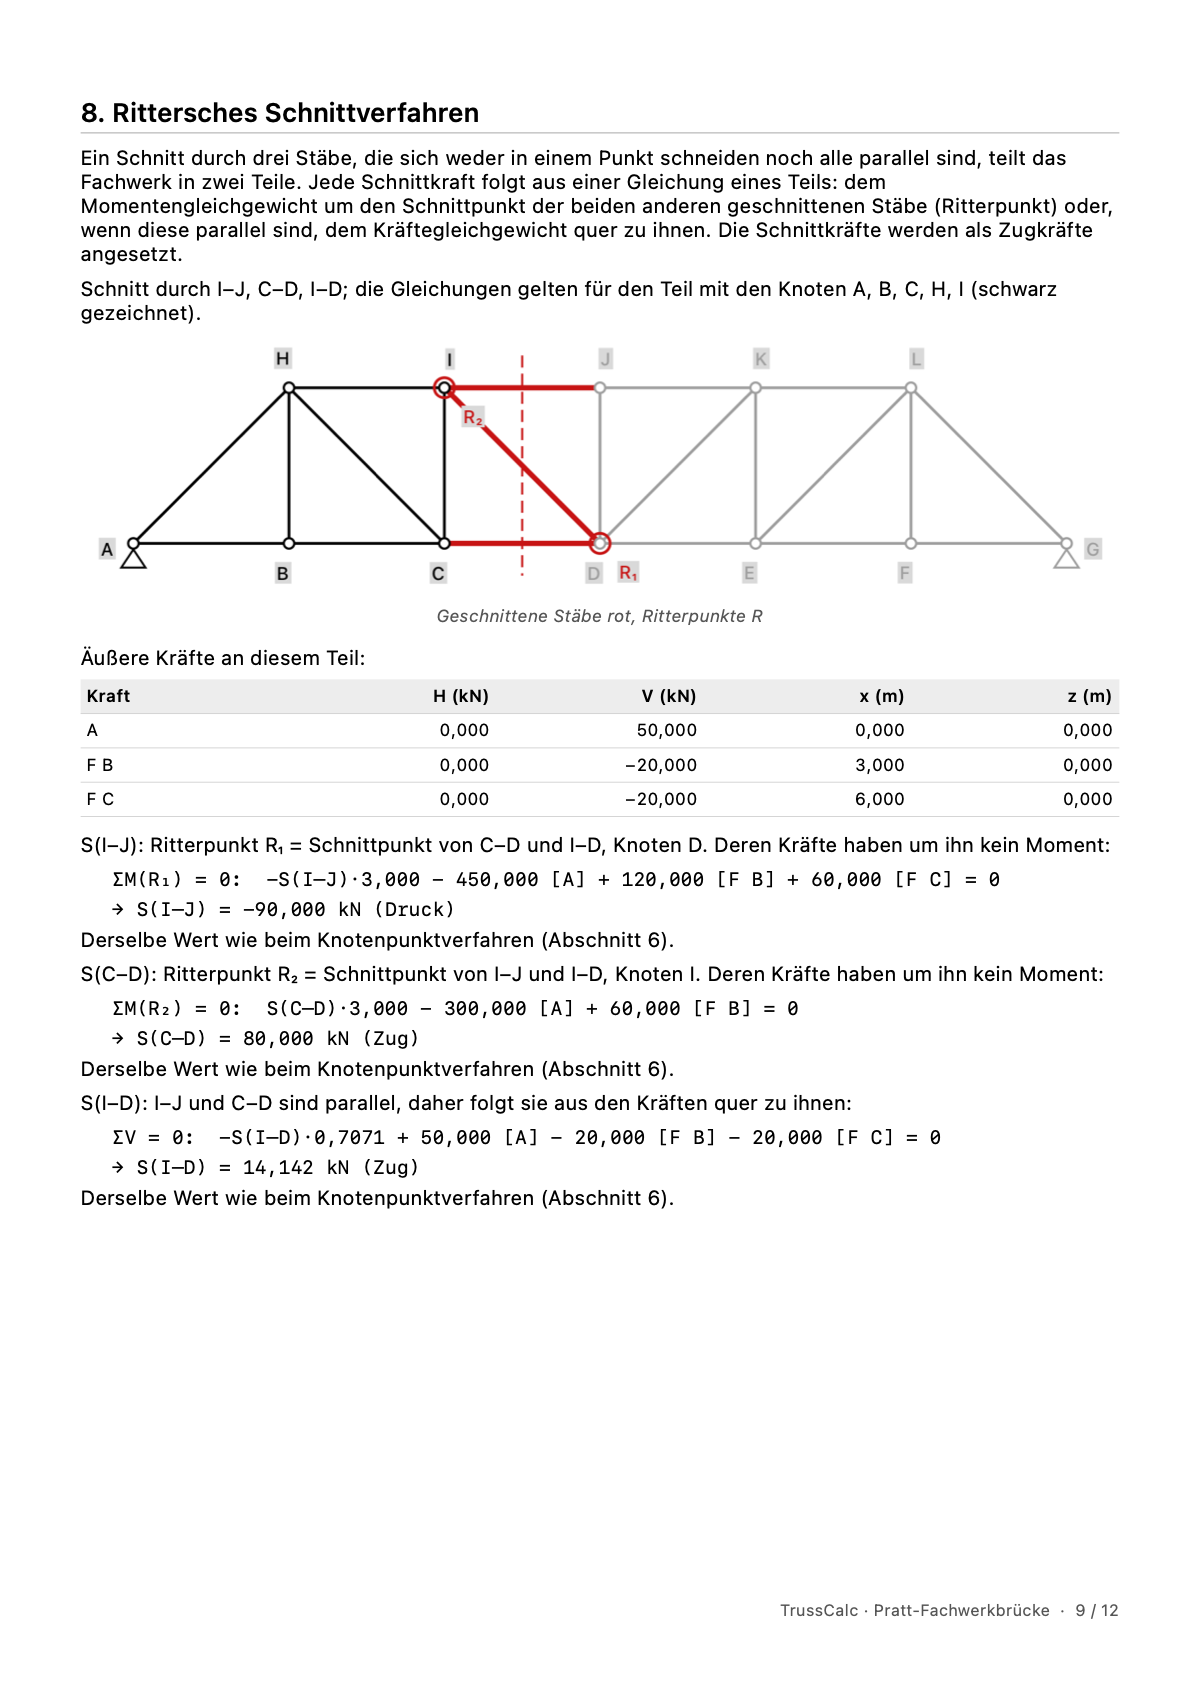 8. Rittersches Schnittverfahren
Ein Schnitt durch drei Stäbe, die sich weder in einem Punkt schneiden noch alle parallel sind, teilt das
Fachwerk in zwei Teile. Jede Schnittkraft folgt aus einer Gleichung eines Teils: dem
Momentengleichgewicht um den Schnittpunkt der beiden anderen geschnittenen Stäbe (Ritterpunkt) oder,
wenn diese parallel sind, dem Kräftegleichgewicht quer zu ihnen. Die Schnittkräfte werden als Zugkräfte
angesetzt.
Schnitt durch I–J, C–D, I–D; die Gleichungen gelten für den Teil mit den Knoten A, B, C, H, I (schwarz
gezeichnet).
H I J K L
R₂
A B C D R₁ E F G
Geschnittene Stäbe rot, Ritterpunkte R
Äußere Kräfte an diesem Teil:
Kraft H (kN) V (kN) x (m) z (m)
A 0,000 50,000 0,000 0,000
F B 0,000 −20,000 3,000 0,000
F C 0,000 −20,000 6,000 0,000
S(I–J): Ritterpunkt R₁ = Schnittpunkt von C–D und I–D, Knoten D. Deren Kräfte haben um ihn kein Moment:
ΣM(R₁) = 0: −S(I–J)·3,000 − 450,000 [A] + 120,000 [F B] + 60,000 [F C] = 0
→ S(I–J) = −90,000 kN (Druck)
Derselbe Wert wie beim Knotenpunktverfahren (Abschnitt 6).
S(C–D): Ritterpunkt R₂ = Schnittpunkt von I–J und I–D, Knoten I. Deren Kräfte haben um ihn kein Moment:
ΣM(R₂) = 0: S(C–D)·3,000 − 300,000 [A] + 60,000 [F B] = 0
→ S(C–D) = 80,000 kN (Zug)
Derselbe Wert wie beim Knotenpunktverfahren (Abschnitt 6).
S(I–D): I–J und C–D sind parallel, daher folgt sie aus den Kräften quer zu ihnen:
ΣV = 0: −S(I–D)·0,7071 + 50,000 [A] − 20,000 [F B] − 20,000 [F C] = 0
→ S(I–D) = 14,142 kN (Zug)
Derselbe Wert wie beim Knotenpunktverfahren (Abschnitt 6).
TrussCalc · Pratt-Fachwerkbrücke · 9 / 12